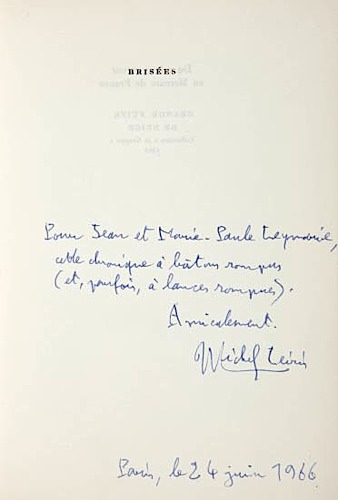 BRISÉES
Pour Jean et Marie-Paule Leymarie,
cette chronique à bâtons rompus
(et, parfois, à lances rompues).
Amicalement.
Michel Leiris
Paris, le 24 juin 1966